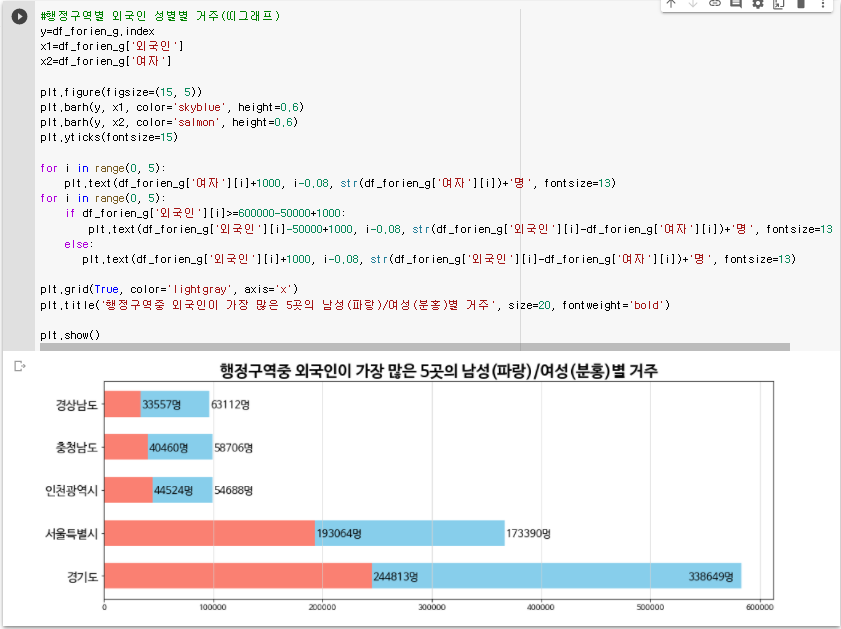 #행정구역별 외국인 성별별 거주(띠그래프)
y=df_forien_g.index
x1=df_forien_g['외국인']
x2=df_forien_g['여자']
plt.figure(figsize=(15, 5))
plt.barh(y, x1, color='skyblue', height=0.6)
plt.barh(y, x2, color='salmon', height=0.6)
plt.yticks(fontsize=15)
for i in range(0, 5):
plt.text(df_forien_g['여자'][i]+1000, i-0.08, str(df_forien_g['여자'][i])+'명', fontsize=13)
for i in range(0, 5):
if df_forien_g['외국인'][i]>=600000-50000+1000:
plt.text(df_forien_g['외국인'][i]-50000+1000, i-0.08, str(df_forien_g['외국인'][i]-df_forien_g['여자'][i])+'명', fontsize=13
else:
plt.text(df_forien_g['외국인'][i]+1000, i-0.08, str(df_forien_g['외국인'][i]-df_forien_g['여자'][i])+'명', fontsize=13)
plt.grid(True, color='lightgray', axis='x')
plt.title('행정구역중 외국인이 가장 많은 5곳의 남성(파랑)/여성(분홍)별 거주', size=20, fontweight='bold')
plt.show()
행정구역중 외국인이 가장 많은 5곳의 남성(파랑)/여성(분홍)별 거주
경상남도 33557명 63112명
충청남도 40460명 58706명
인천광역시 44524명 54688명
서울특별시 193064명 173390명
경기도 244813명 338649명
0 100000 200000 300000 400000 500000 600000